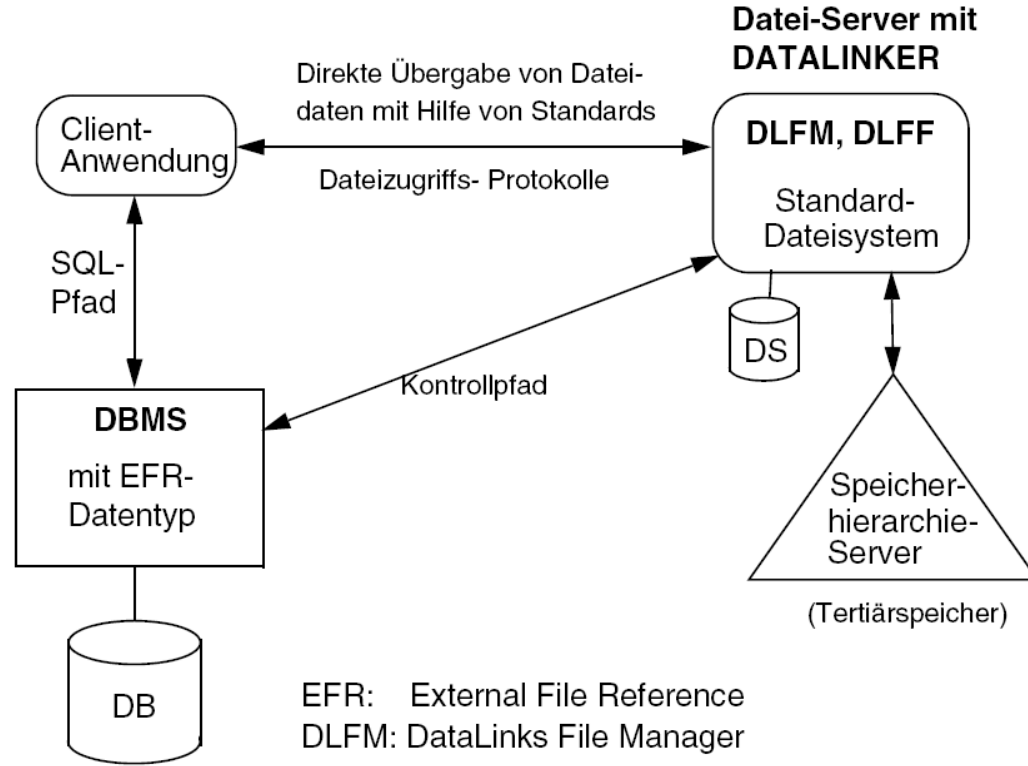 Datei-Server mit
DATALINKER
Direkte Übergabe von Datei-
daten mit Hilfe von Standards
Client-
Anwendung
DLFM, DLFF
Dateizugriffs- Protokolle
Standard-
Dateisystem
SQL-
Pfad
DS
Kontrollpfad
DBMS
mit EFR-
Datentyp
Speicher-
hierarchie-
Server
(Tertiärspeicher)
DB
EFR: External File Reference
DLFM: DataLinks File Manager